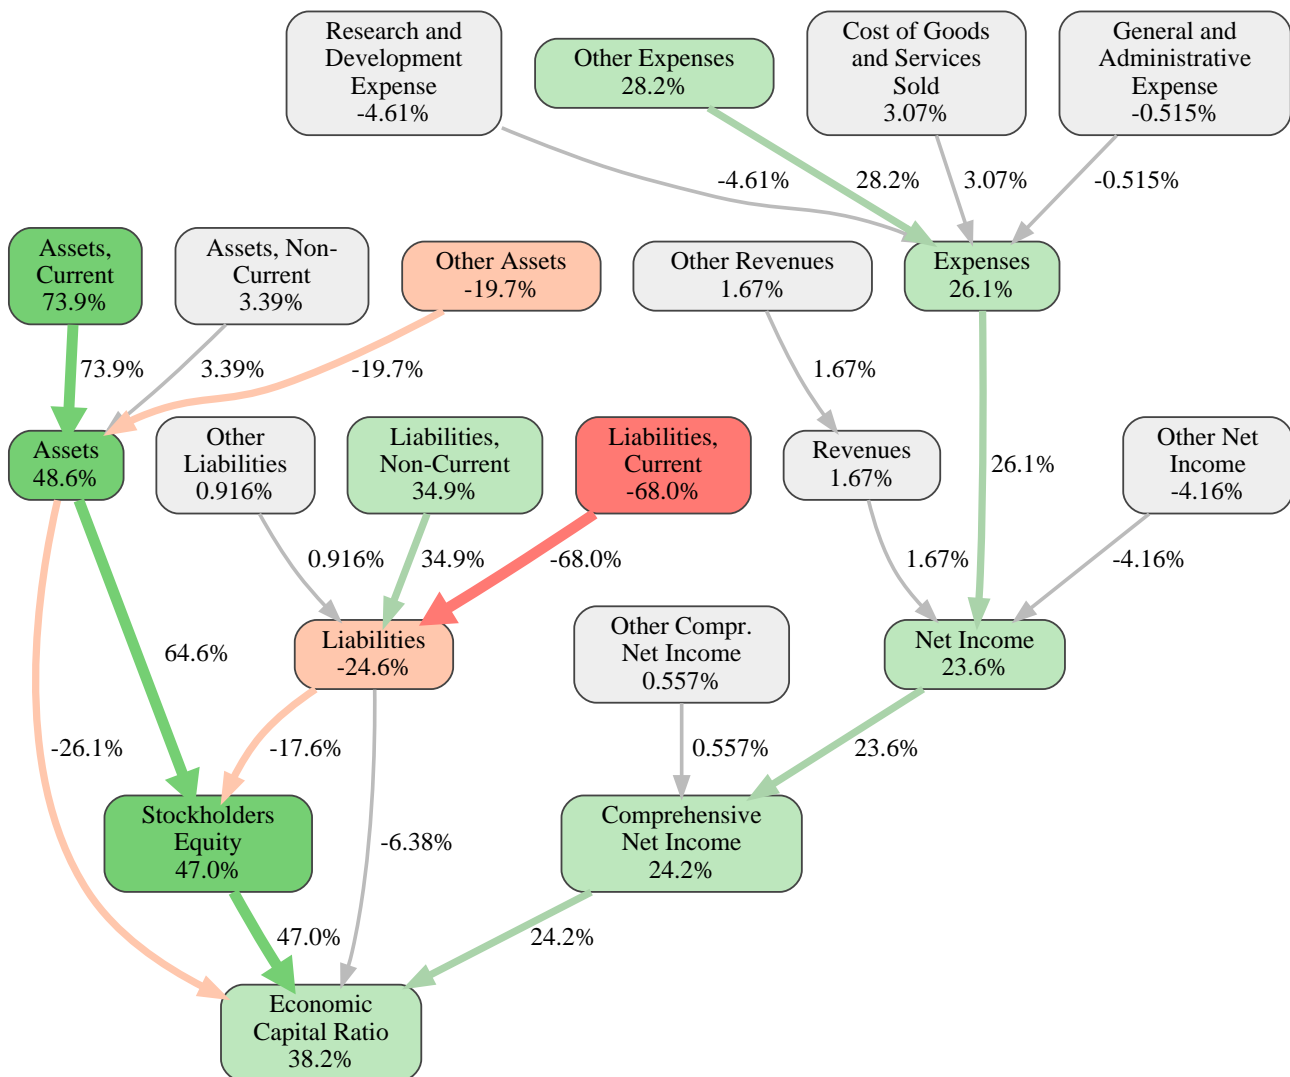 Research and
Development
Expense
-4.61%
Other Expenses
28.2%
Cost of Goods
and Services
Sold
3.07%
General and
Administrative
Expense
-0.515%
-4.61%
28.2%
3.07%
-0.515%
Assets,
Current
73.9%
Assets, Non-
Current
3.39%
Other Assets
-19.7%
Other Revenues
1.67%
Expenses
26.1%
73.9%
3.39%
-19.7%
1.67%
Assets
48.6%
Other
Liabilities
0.916%
Liabilities,
Non-Current
34.9%
Liabilities,
Current
-68.0%
Revenues
1.67%
26.1%
Other Net
Income
-4.16%
0.916%
34.9%
-68.0%
1.67%
-4.16%
64.6%
Liabilities
-24.6%
Other Compr.
Net Income
0.557%
Net Income
23.6%
-26.1%
-17.6%
0.557%
23.6%
Stockholders
Equity
47.0%
-6.38%
Comprehensive
Net Income
24.2%
47.0%
24.2%
Economic
Capital Ratio
38.2%